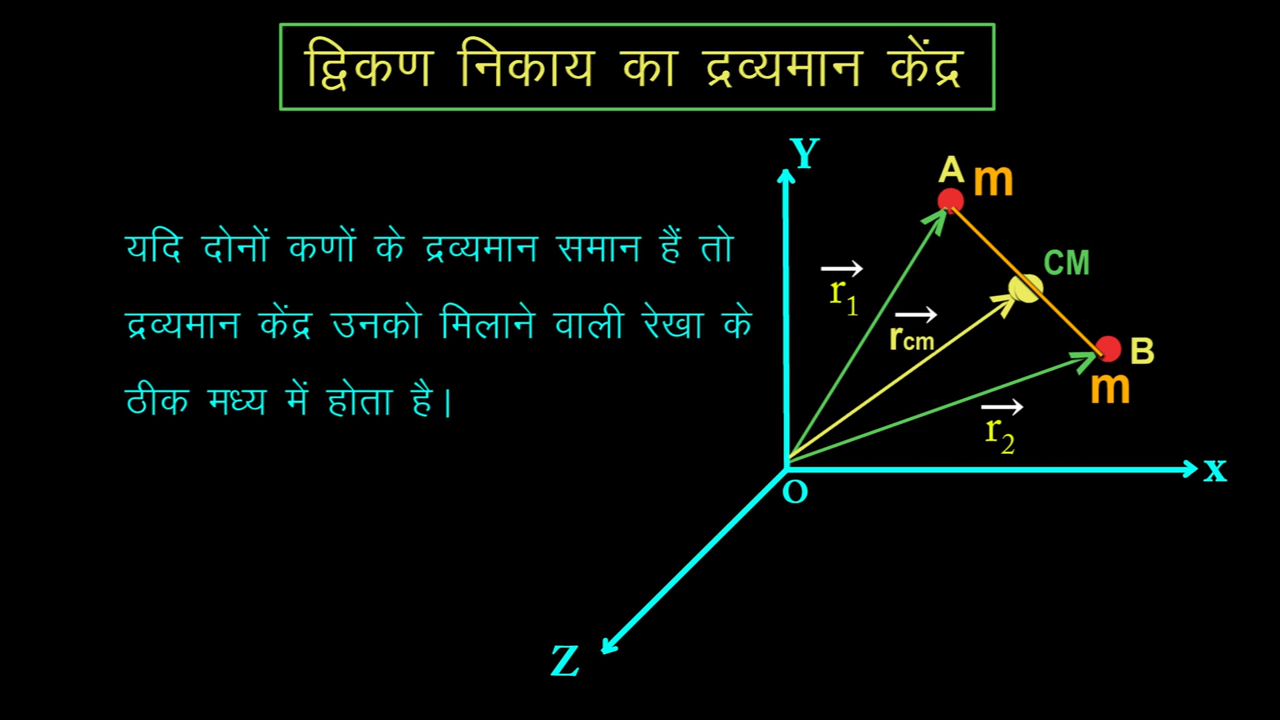 द्विकण निकाय का द्रव्यमान केंद्र
यदि दोनों कणों के द्रव्यमान समान हैं तो
द्रव्यमान केंद्र उनको मिलाने वाली रेखा के
ठीक मध्य में होता है।
Y
A m
CM
r₁
rcm
B
m
r₂
x
O
Z